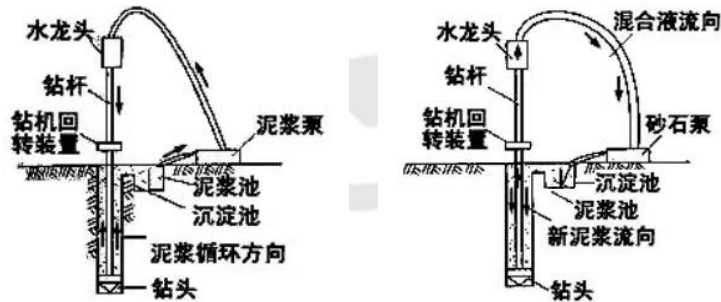 水龙头
钻杆
钻机回
转装置
泥浆泵
泥浆池
沉淀池
泥浆循环方向
钻头
水龙头
混合液流向
钻杆
钻机回
转装置
砂石泵
沉淀池
泥浆池
新泥浆流向
钻头